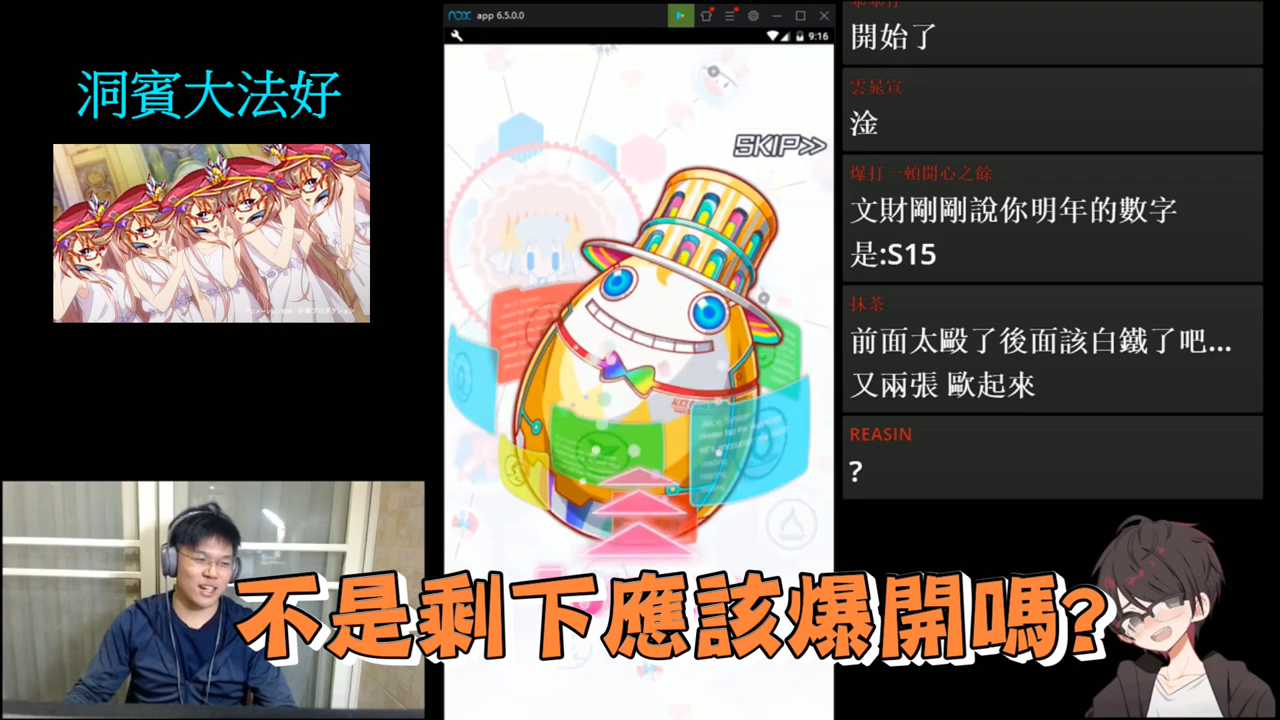 nox app 6.5.0.0
9:16
洞賓大法好
SKIP>>
開始了
雲晁宣
淦
爆打一頓開心之餘
文財剛剛說你明年的數字
是:S15
抹茶
前面太毆了後面該白鐵了吧...
又兩張 歐起來
REASIN
?
不是剩下應該爆開嗎?